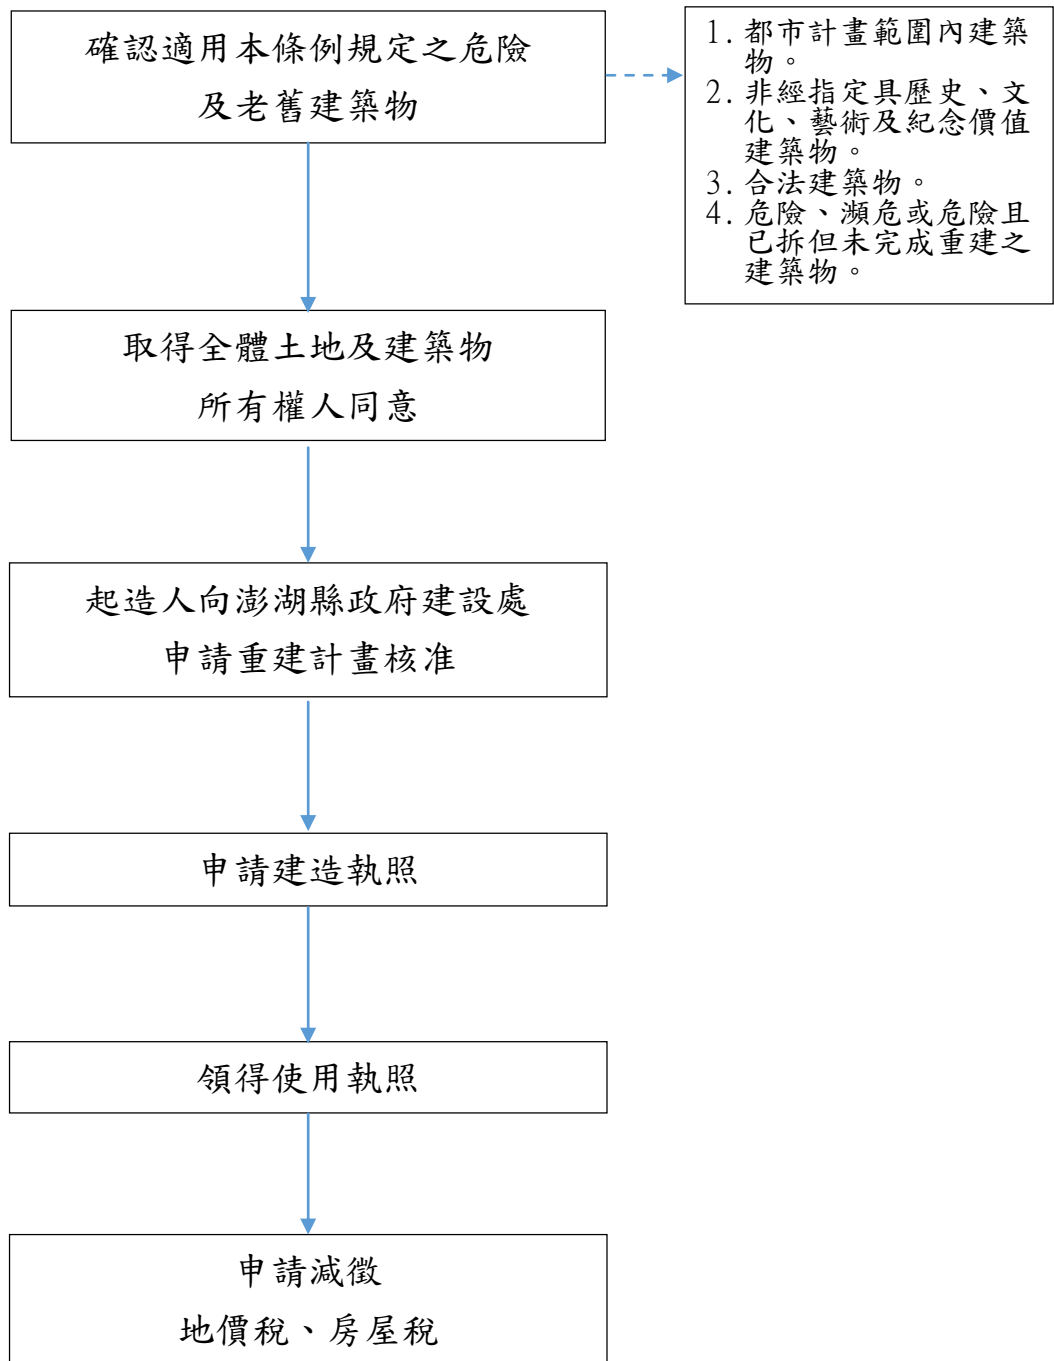 確認適用本條例規定之危險
及老舊建築物
1. 都市計畫範圍內建築
物。
2. 非經指定具歷史、文
化、藝術及紀念價值
建築物。
3. 合法建築物。
4. 危險、瀕危或危險且
已拆但未完成重建之
建築物。
取得全體土地及建築物
所有權人同意
起造人向澎湖縣政府建設處
申請重建計畫核准
申請建造執照
領得使用執照
申請減徵
地價稅、房屋稅